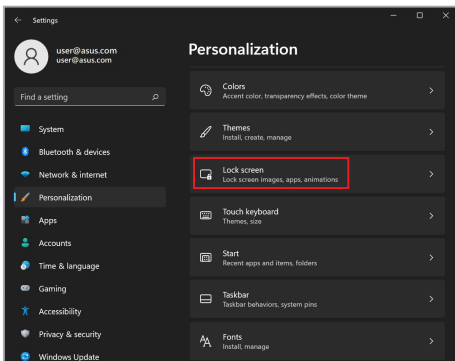 Settings
user@asus.com
user@asus.com
Find a setting
System
Bluetooth & devices
Network & internet
Personalization
Apps
Accounts
Time & language
Gaming
Accessibility
Privacy & security
Windows Update
Personalization
Colors
Accent color, transparency effects, color theme
Themes
Install, create, manage
Lock screen
Lock screen images, apps, animations
Touch keyboard
Themes, size
Start
Recent apps and items, folders
Taskbar
Taskbar behaviors, system pins
Fonts
Install, manage